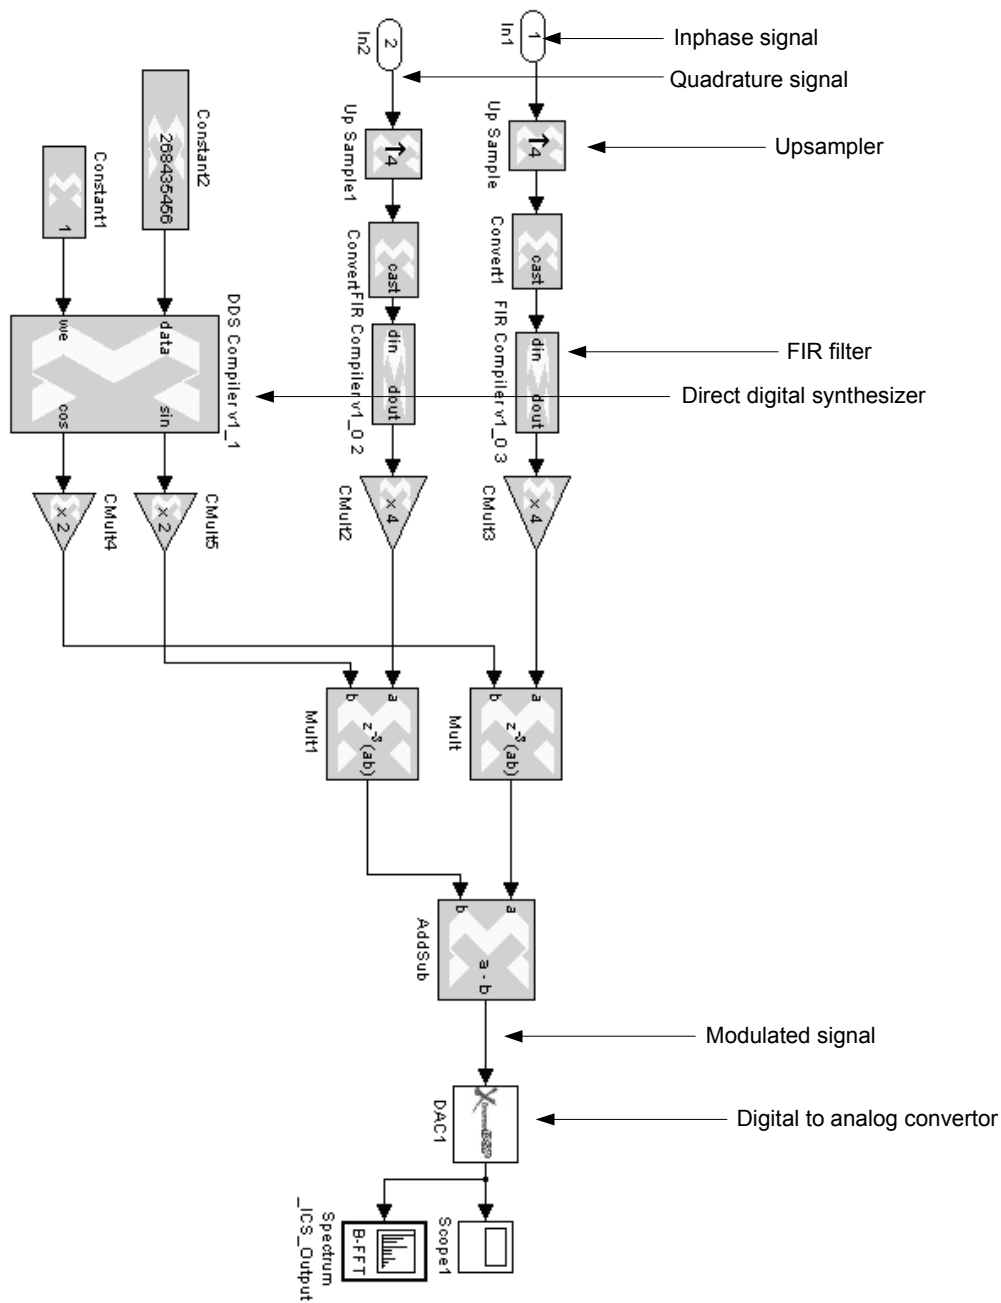 1
In1
Inphase signal
2
In2
Quadrature signal
↑4
Up Sample
↑4
Up Sample1
Upsampler
268435456
Constant2
1
Constant1
cast
Convert1
cast
Convert
we
data
cos
sin
DDS Compiler v1_1
din
dout
FIR Compiler v1_0 2
din
dout
FIR Compiler v1_0 3
FIR filter
Direct digital synthesizer
x 2
CMult4
x 2
CMult5
x 4
CMult2
x 4
CMult3
a
b
z-3
(ab)
Mult1
a
b
z-3
(ab)
Mult
a
b
a - b
AddSub
Modulated signal
DAC1
Digital to analog convertor
B-FFT
Spectrum
_ICS_Output
Scope1